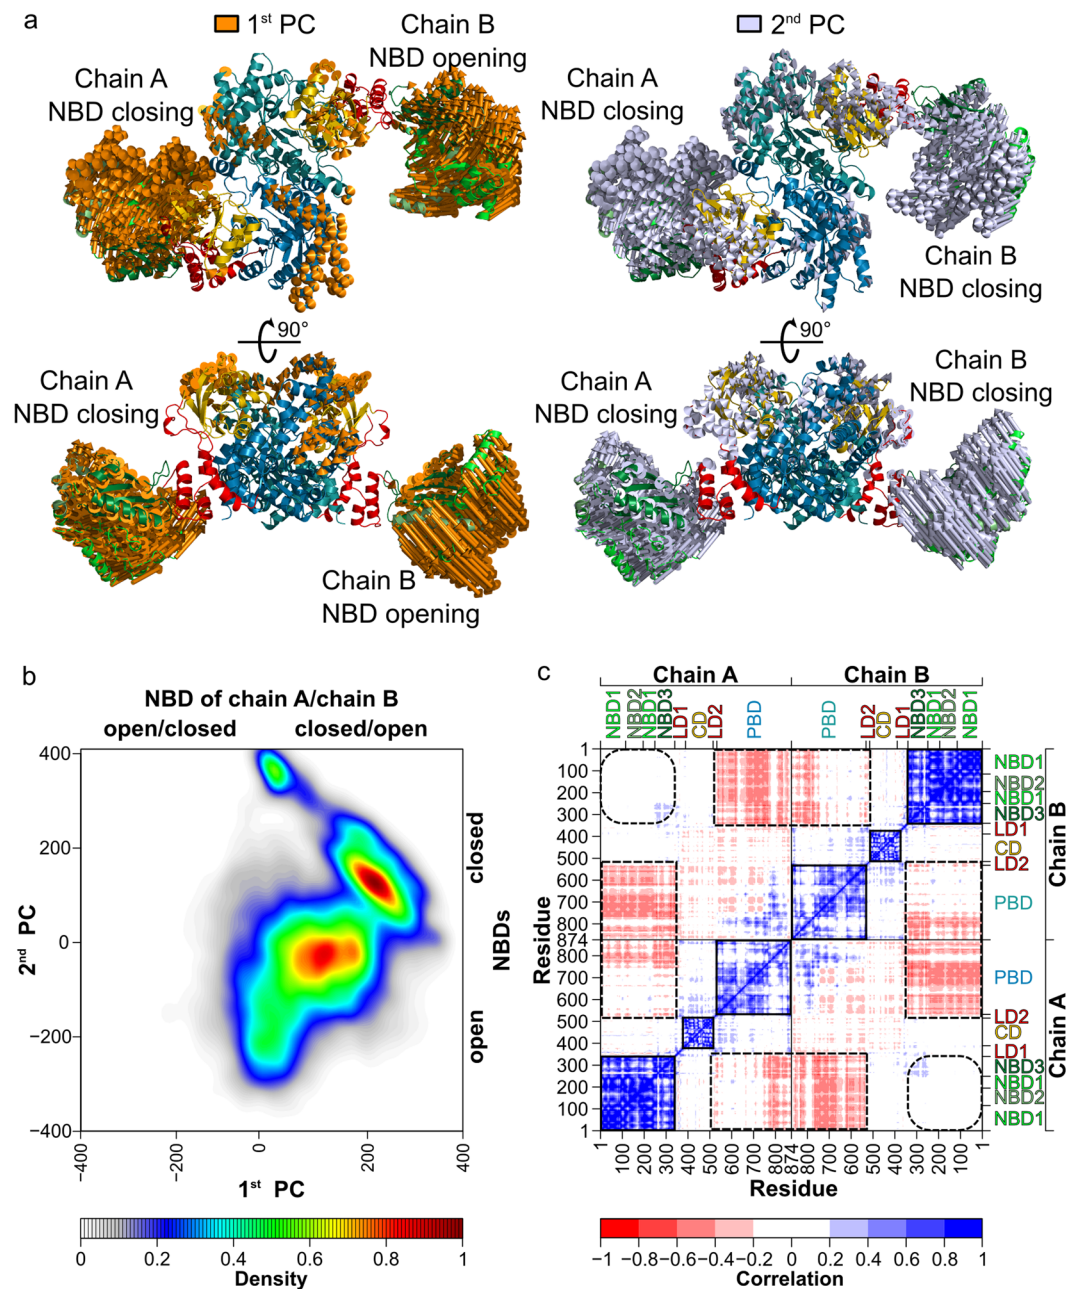 a
1st PC
Chain A
NBD closing
Chain B
NBD opening
2nd PC
Chain A
NBD closing
Chain B
NBD closing
90°
90°
Chain A
NBD closing
Chain B
NBD opening
Chain A
NBD closing
Chain B
NBD closing
b
NBD of chain A/chain B
open/closed closed/open
400
200
0
−200
−400
2nd PC
closed
NBDs
open
−400
−200
0
200
400
1st PC
0 0.2 0.4 0.6 0.8 1
Density
c
Chain A Chain B
NBD1
NBD2
NBD1
NBD3
LD1
CD
LD2
PBD
PBD
LD2
CD
LD1
NBD3
NBD1
NBD2
NBD1
1
100
200
300
400
500
600
700
800
874
800
700
600
500
400
300
200
100
1
Residue
NBD1
NBD2
NBD1
NBD3
LD1
CD
LD2
PBD
PBD
LD2
CD
LD1
NBD3
NBD1
NBD2
NBD1
Chain B
Chain A
1
100
200
300
400
500
600
700
800
874
800
700
600
500
400
300
200
100
1
Residue
−1 −0.8 −0.6 −0.4 −0.2 0 0.2 0.4 0.6 0.8 1
Correlation